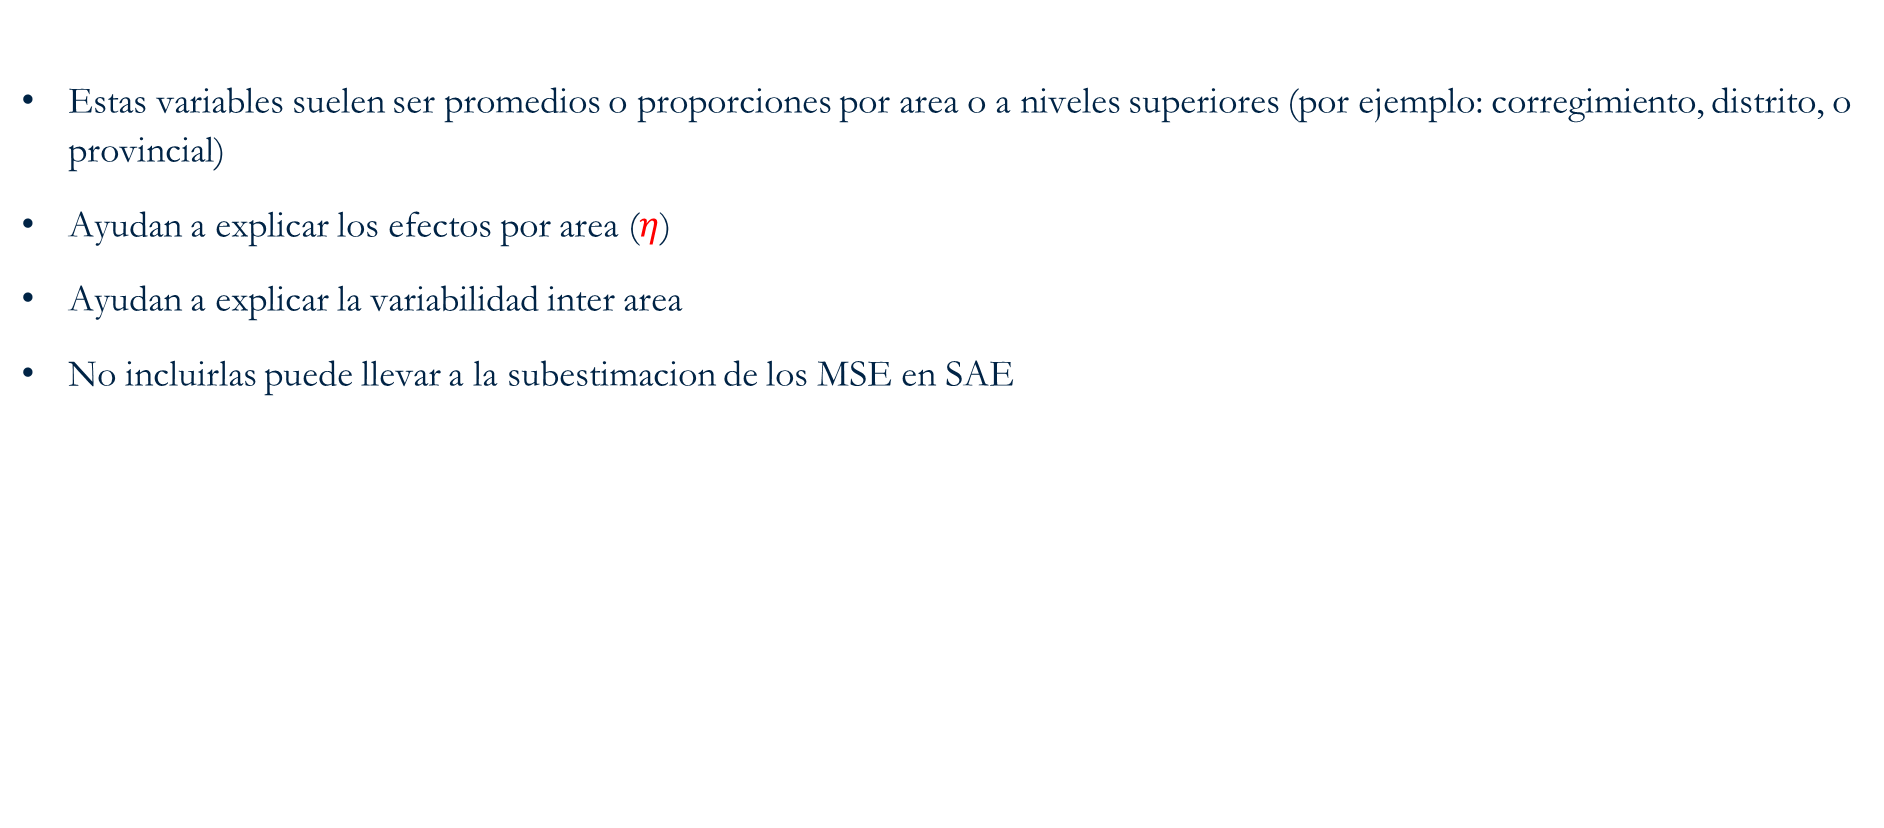 • Estas variables suelen ser promedios o proporciones por area o a niveles superiores (por ejemplo: corregimiento, distrito, o
provincial)
• Ayudan a explicar los efectos por area (η)
• Ayudan a explicar la variabilidad inter area
• No incluirlas puede llevar a la subestimacion de los MSE en SAE